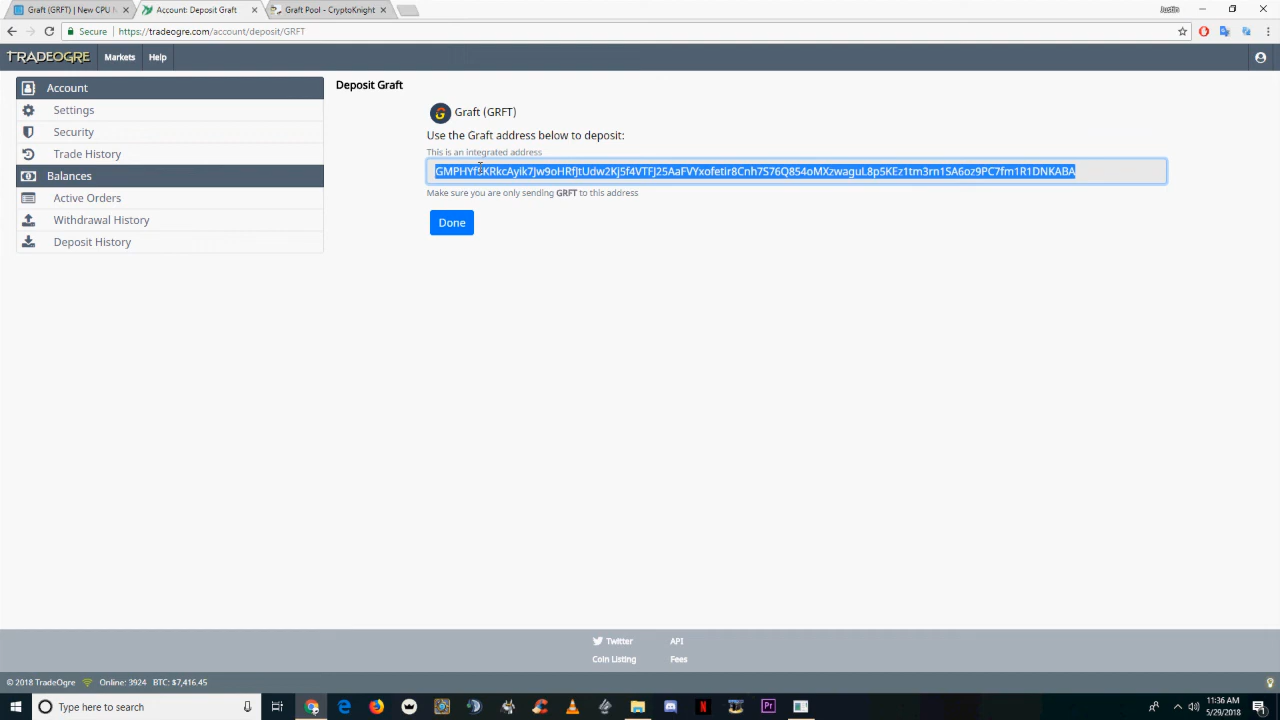 Graft (GRFT) | New CPU M
Account: Deposit Graft
Graft Pool - CryptoKnight
Justin
Secure
https://tradeogre.com/account/deposit/GRFT
TRADEOGRE
Markets
Help
Account
Settings
Security
Trade History
Balances
Active Orders
Withdrawal History
Deposit History
Deposit Graft
Graft (GRFT)
Use the Graft address below to deposit:
This is an integrated address
Make sure you are only sending GRFT to this address
Done
Twitter
API
Coin Listing
Fees
© 2018 TradeOgre
Online: 3924
BTC: $7,416.45
Type here to search
11:36 AM
5/29/2018